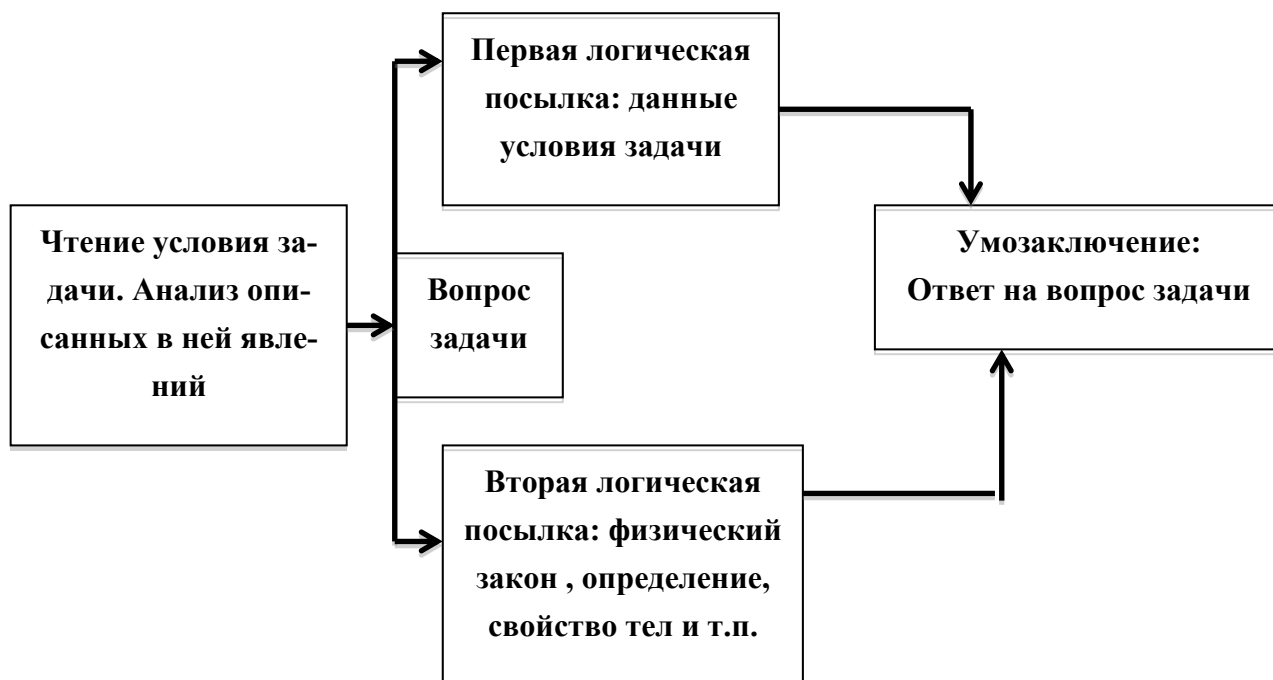 Чтение условия за-
дачи. Анализ опи-
санных в ней явле-
ний
Вопрос
задачи
Первая логическая
посылка: данные
условия задачи
Вторая логическая
посылка: физический
закон , определение,
свойство тел и т.п.
Умозаключение:
Ответ на вопрос задачи